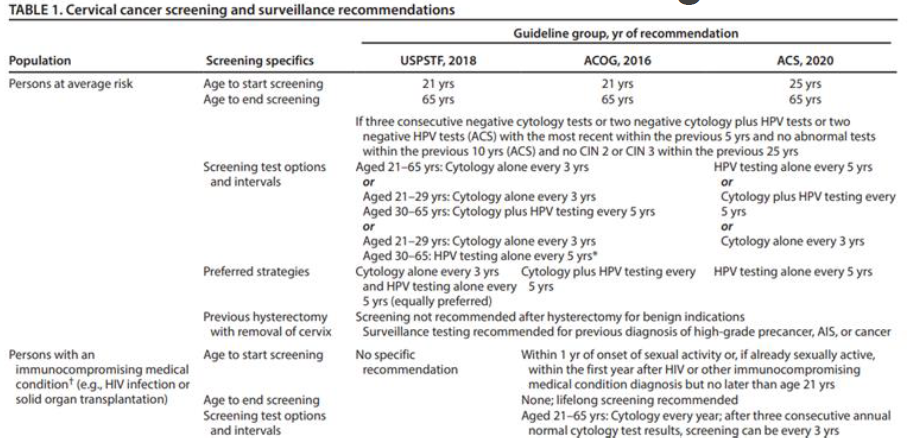 TABLE 1. Cervical cancer screening and surveillance recommendations
Guideline group, yr of recommendation
Population Screening specifics USPSTF, 2018 ACOG, 2016 ACS, 2020
Persons at average risk Age to start screening 21 yrs 21 yrs 25 yrs
Age to end screening 65 yrs 65 yrs 65 yrs
If three consecutive negative cytology tests or two negative cytology plus HPV tests or two
negative HPV tests (ACS) with the most recent within the previous 5 yrs and no abnormal tests
within the previous 10 yrs (ACS) and no CIN 2 or CIN 3 within the previous 25 yrs
Screening test options Aged 21–65 yrs: Cytology alone every 3 yrs HPV testing alone every 5 yrs
and intervals or or
Aged 21–29 yrs: Cytology alone every 3 yrs Cytology plus HPV testing every
Aged 30–65 yrs: Cytology plus HPV testing every 5 yrs 5 yrs
or or
Aged 21–29 yrs: Cytology alone every 3 yrs Cytology alone every 3 yrs
Aged 30–65: HPV testing alone every 5 yrs*
Preferred strategies Cytology alone every 3 yrs Cytology plus HPV testing every HPV testing alone every 5 yrs
and HPV testing alone every 5 yrs
5 yrs (equally preferred)
Previous hysterectomy Screening not recommended after hysterectomy for benign indications
with removal of cervix Surveillance testing recommended for previous diagnosis of high-grade precancer, AIS, or cancer
Persons with an Age to start screening No specific Within 1 yr of onset of sexual activity or, if already sexually active,
immunocompromising medical recommendation within the first year after HIV or other immunocompromising
condition† (e.g., HIV infection or medical condition diagnosis but no later than age 21 yrs
solid organ transplantation) Age to end screening None; lifelong screening recommended
Screening test options Aged 21–65 yrs: Cytology every year; after three consecutive annual
and intervals normal cytology test results, screening can be every 3 yrs